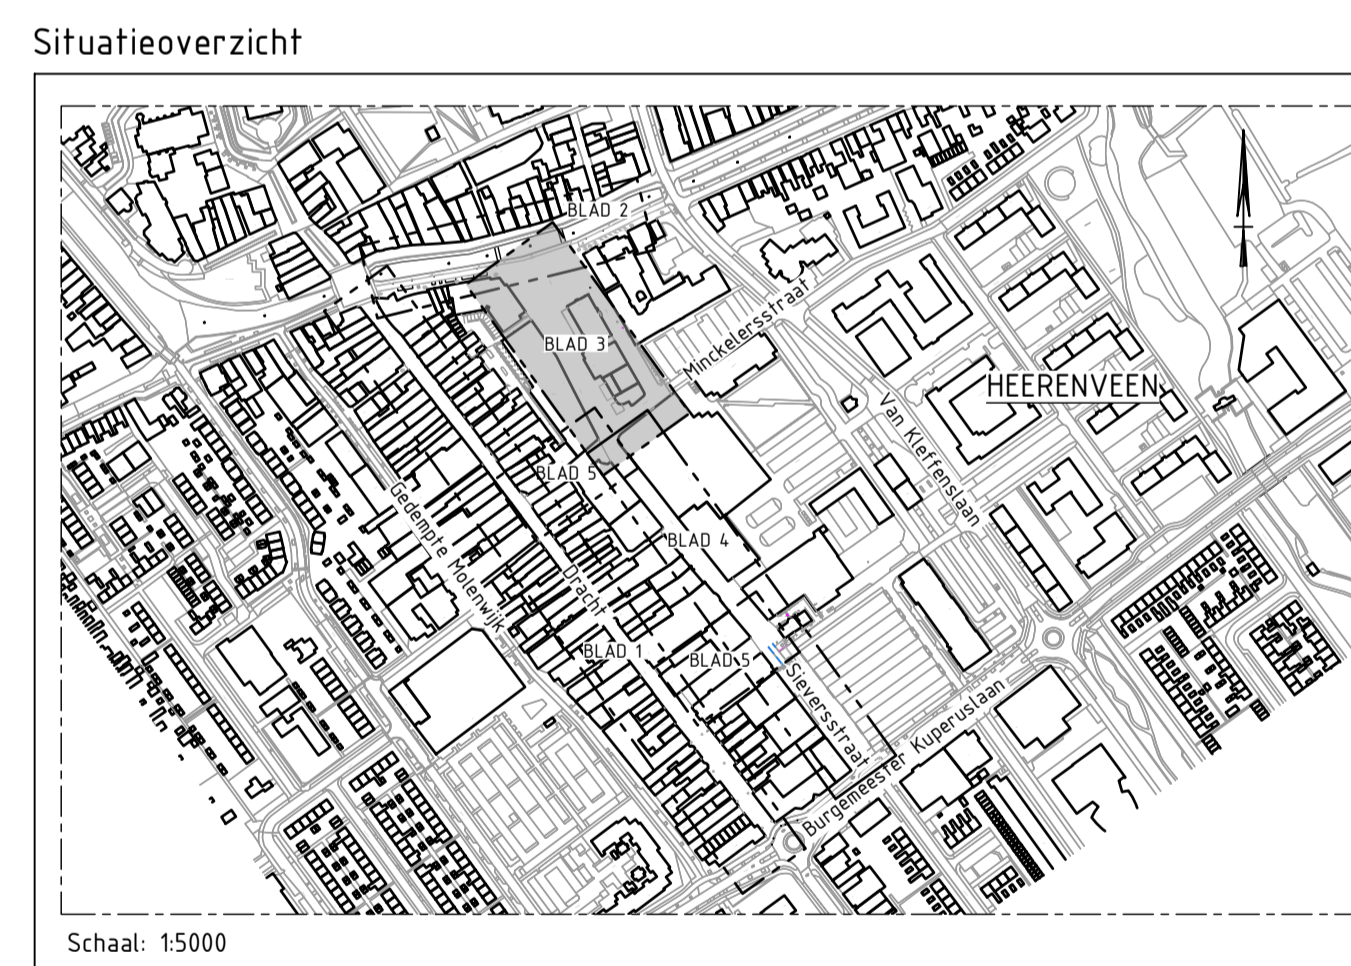 Situatieoverzicht
BLAD 2
BLAD 3
Minckelersstraat
HEERENVEEN
Van Kleffenslaan
BLAD 5
Gedempte Molenwijk
BLAD 4
Dracht
BLAD 1
BLAD 5
Sieversstraat
Burgemeester Kuperuslaan
Schaal: 1:5000